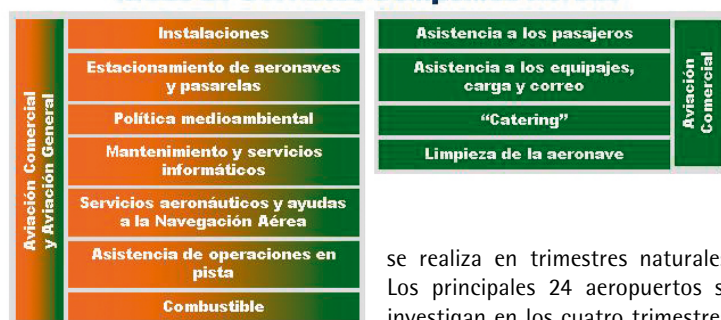 Aviación Comercial
y Aviación General
Instalaciones
Estacionamiento de aeronaves
y pasarelas
Política medioambiental
Mantenimiento y servicios
informáticos
Servicios aeronáuticos y ayudas
a la Navegación Aérea
Asistencia de operaciones en
pista
Combustible
Asistencia a los pasajeros
Asistencia a los equipajes,
carga y correo
“Catering”
Limpieza de la aeronave
Aviación
Comercial
se realiza en trimestres naturales
Los principales 24 aeropuertos s
investigan en los cuatro trimestre